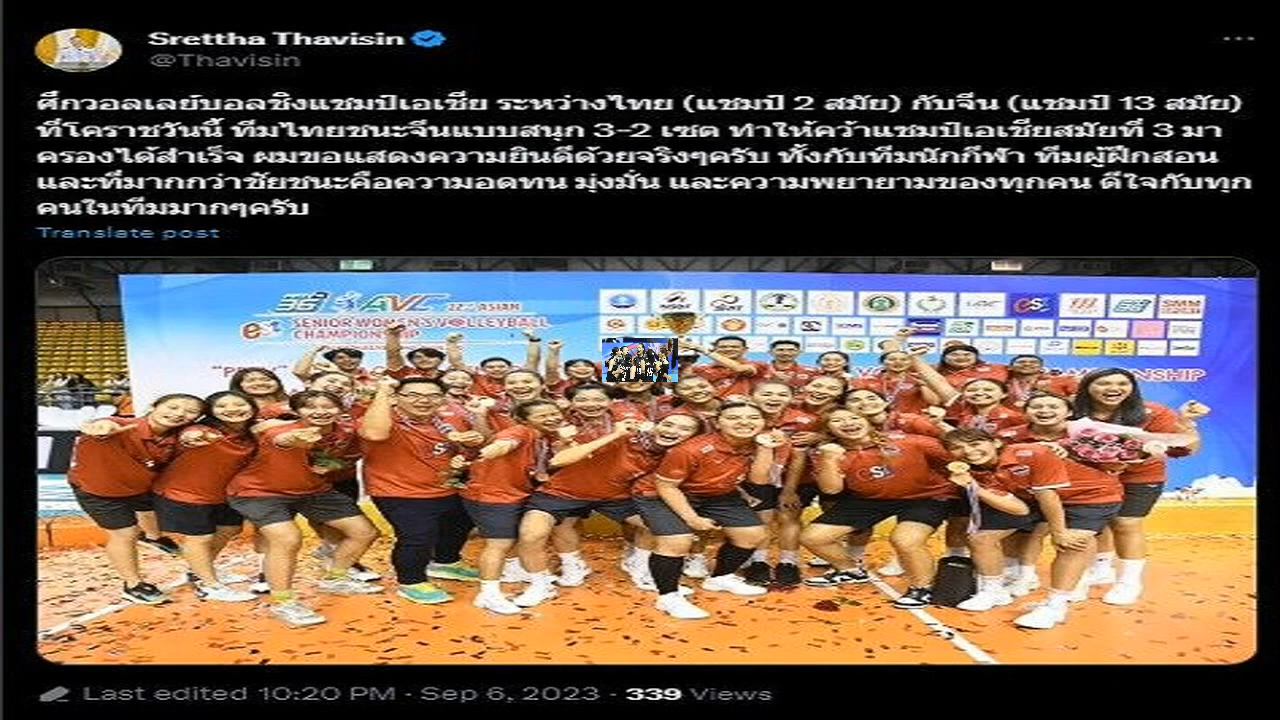 Srettha Thavisin
@Thavisin
ศึกวอลเลย์บอลชิงแชมป์เอเชีย ระหว่างไทย (แชมป์ 2 สมัย) กับจีน (แชมป์ 13 สมัย)
ที่โคราชวันนี้ ทีมไทยชนะจีนแบบสนุก 3-2 เซต ทำให้คว้าแชมป์เอเชียสมัยที่ 3 มา
ครองได้สำเร็จ ผมขอแสดงความยินดีด้วยจริงๆครับ ทั้งกับทีมนักกีฬา ทีมผู้ฝึกสอน
และที่มากกว่าชัยชนะคือความอดทน มุ่งมั่น และความพยายามของทุกคน ดีใจกับทุก
คนในทีมมากๆครับ
Translate post
AVC 22nd ASIAN
SENIOR WOMEN'S VOLLEYBALL
CHAMPIONSHIP
Last edited 10:20 PM · Sep 6, 2023 · 339 Views